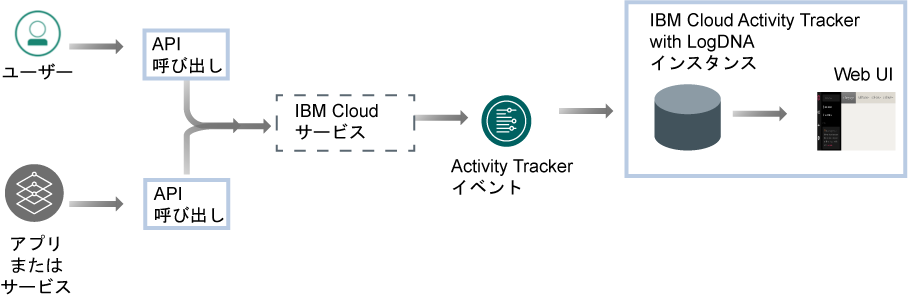 ユーザー
API
呼び出し
IBM Cloud
サービス
Activity Tracker
イベント
IBM Cloud Activity Tracker
with LogDNA
インスタンス
Web UI
アプリ
または
サービス
API
呼び出し